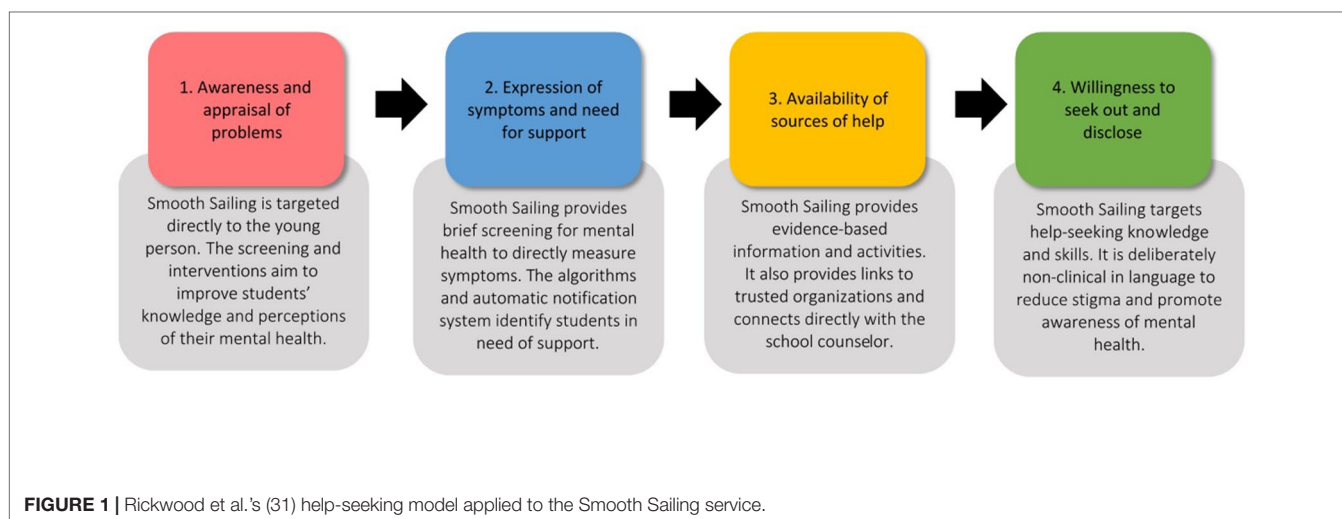 1. Awareness and
appraisal of
problems
Smooth Sailing is targeted
directly to the young
person. The screening and
interventions aim to
improve students’
knowledge and perceptions
of their mental health.
2. Expression of
symptoms and need
for support
Smooth Sailing provides
brief screening for mental
health to directly measure
symptoms. The algorithms
and automatic notification
system identify students in
need of support.
3. Availability of
sources of help
Smooth Sailing provides
evidence-based
information and activities.
It also provides links to
trusted organizations and
connects directly with the
school counselor.
4. Willingness to
seek out and
disclose
Smooth Sailing targets
help-seeking knowledge
and skills. It is deliberately
non-clinical in language to
reduce stigma and promote
awareness of mental
health.
FIGURE 1 | Rickwood et al.’s (31) help-seeking model applied to the Smooth Sailing service.